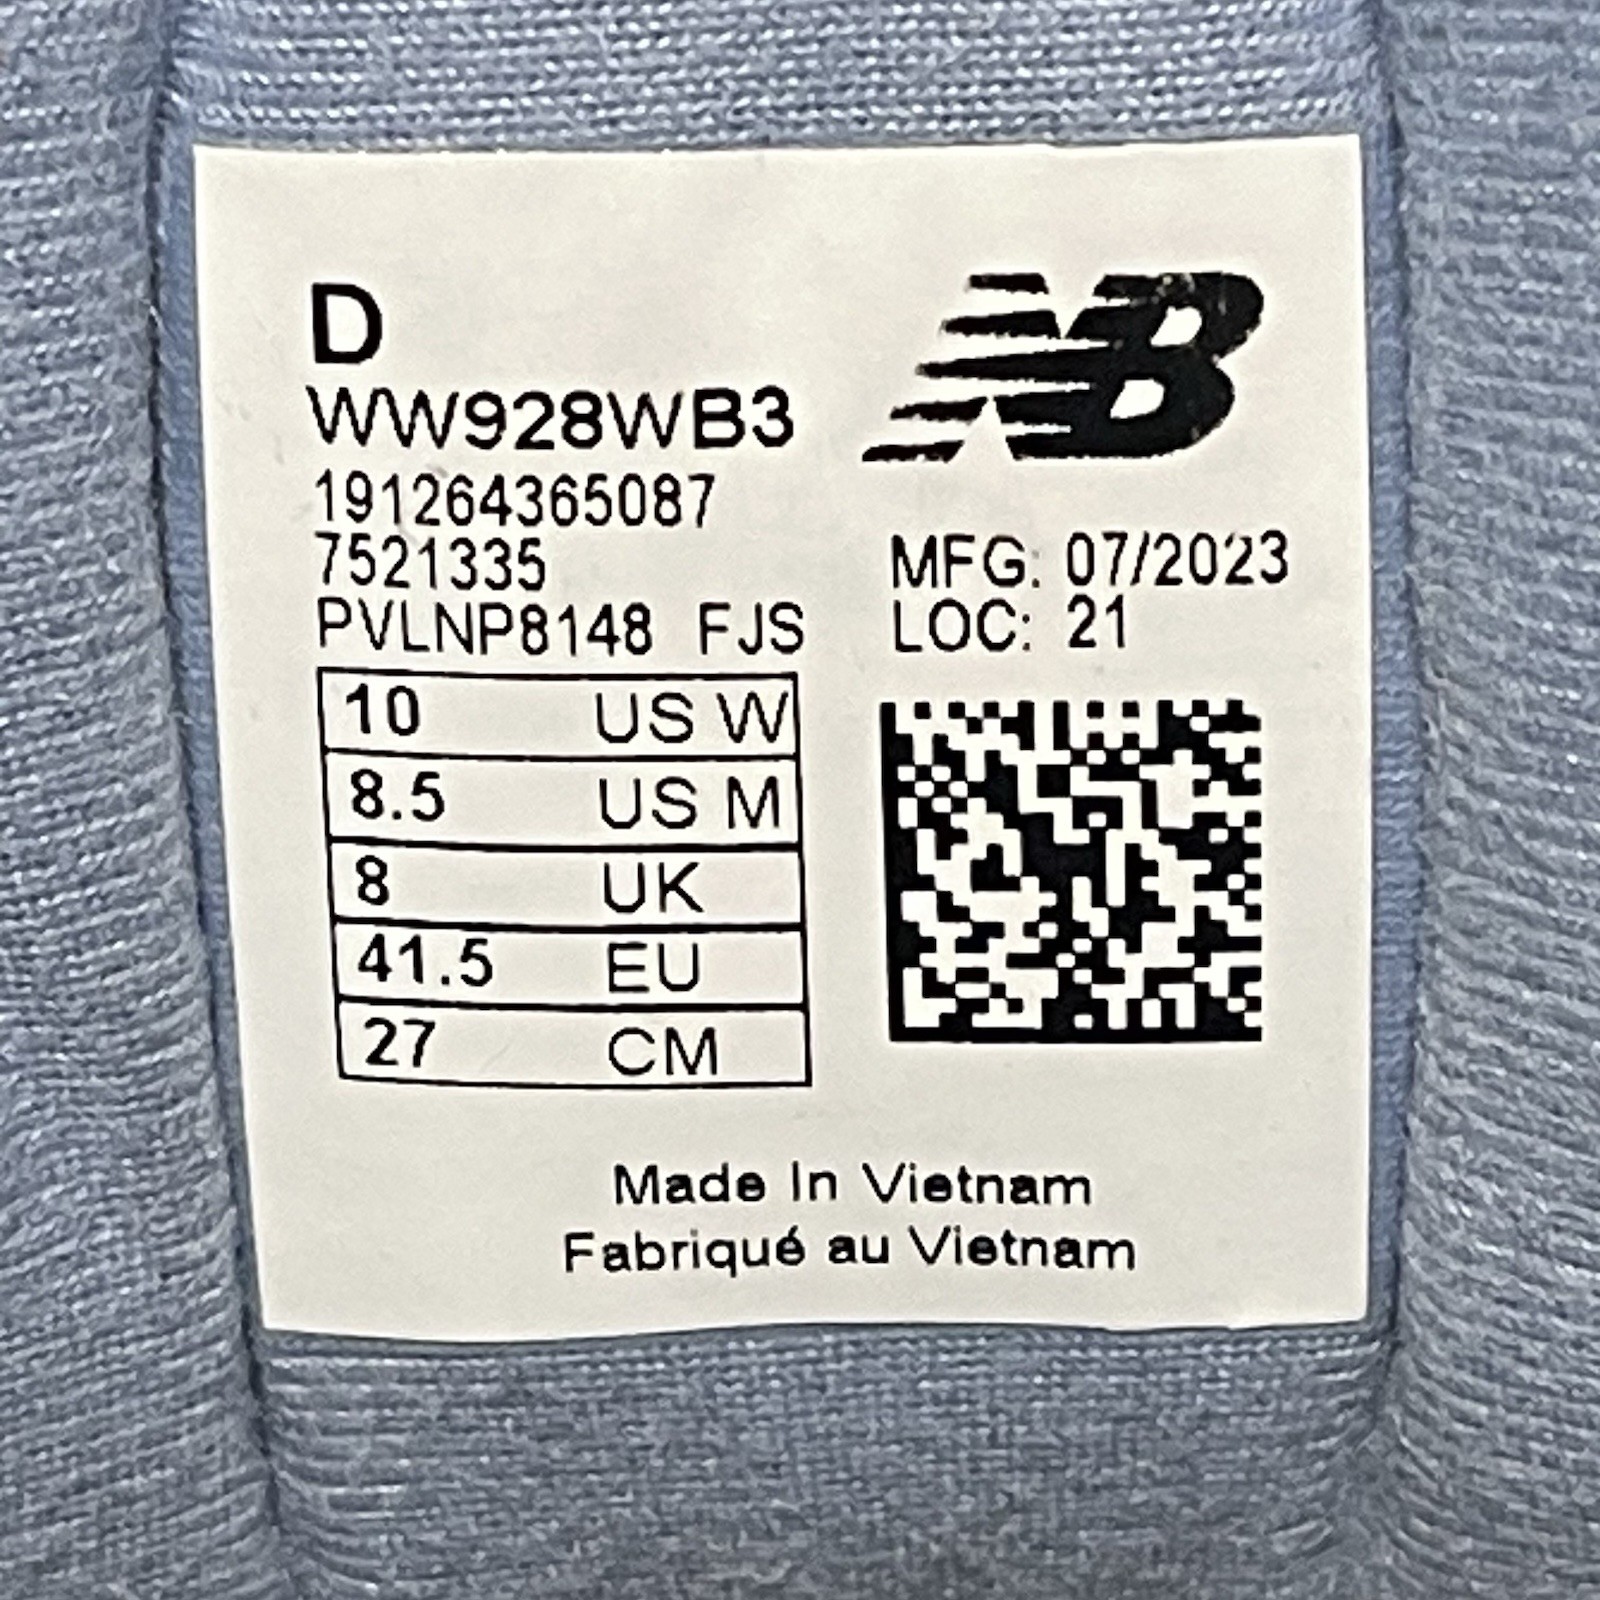 D
NB
WW928WB3
191264365087
7521335
MFG: 07/2023
PVLNP8148 FJS
LOC: 21
10 US W
8.5 US M
8 UK
41.5 EU
27 CM
Made In Vietnam
Fabriqué au Vietnam